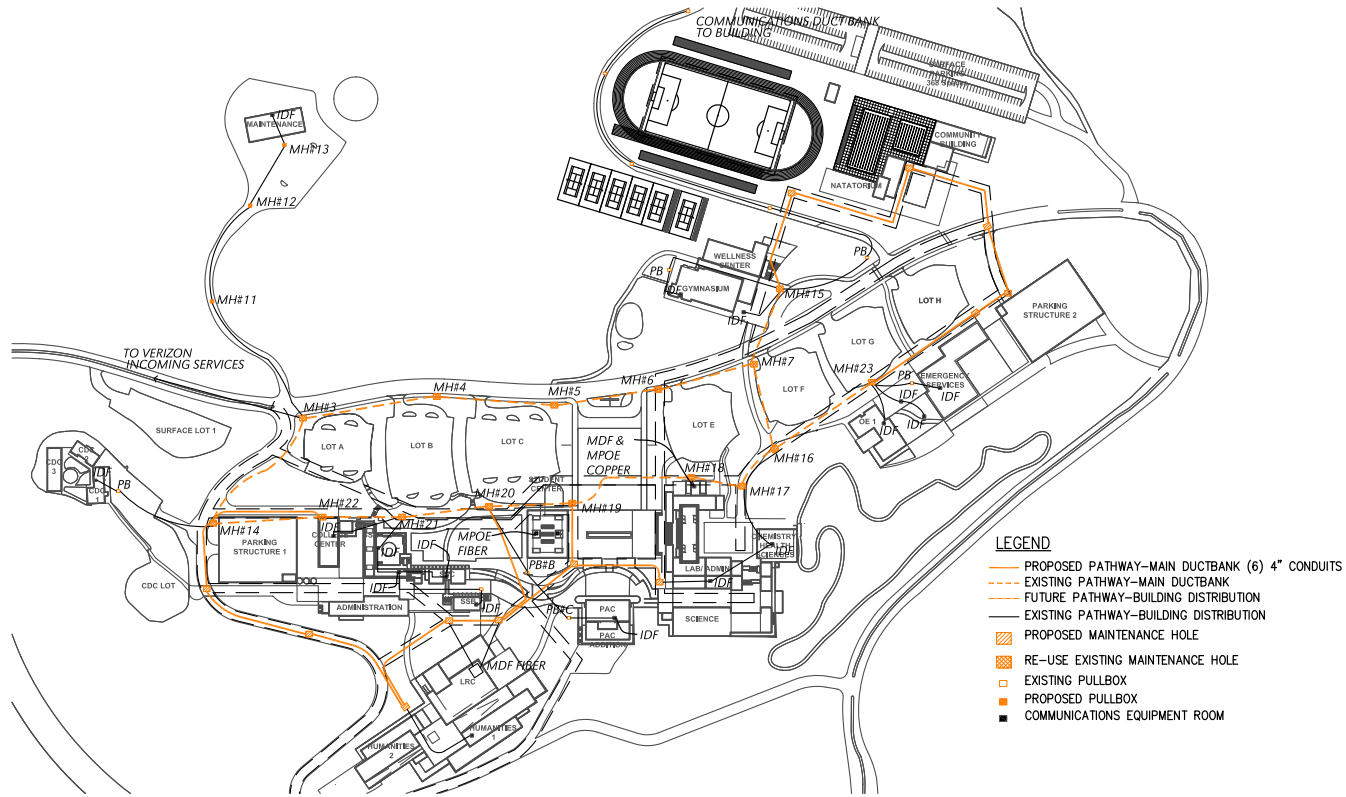 COMMUNICATIONS DUCT BANK
TO BUILDING
SURFACE
PARKING
IDF
MAINTENANCE
MH#13
COMMUNITY
BUILDING
NATATORIUM
MH#12
WELLNESS
CENTER
PB
PB
GYMNASIUM
IDF
MH#15
IDF
MH#11
LOT H
PARKING
STRUCTURE 2
TO VERIZON
INCOMING SERVICES
LOT G
MH#7
MH#23
PB
EMERGENCY
SERVICES
IDF
IDF
IDF
IDF
OE 1
MH#3
MH#4
MH#5
MH#6
LOT F
SURFACE LOT 1
LOT A
LOT B
LOT C
LOT E
MDF &
MPOE
COPPER
MH#16
CDC
2
CDC
3
CDC
1
IDF
PB
MH#18
STUDENT
CENTER
MH#17
MH#20
MH#19
MH#22
MH#21
MH#14
PARKING
STRUCTURE 1
IDF
COLLEGE
CENTER
IDF
IDF
MPOE
FIBER
CHEMISTRY
HEALTH
SCIENCES
IDF
CDC LOT
IDF
PB#B
LAB/ ADMIN
IDF
ADMINISTRATION
SSB
IDF
PB#C
PAC
IDF
PAC
ADDITION
SCIENCE
MDF FIBER
LRC
HUMANITIES
1
HUMANITIES
2
LEGEND
PROPOSED PATHWAY-MAIN DUCTBANK (6) 4" CONDUITS
EXISTING PATHWAY-MAIN DUCTBANK
FUTURE PATHWAY-BUILDING DISTRIBUTION
EXISTING PATHWAY-BUILDING DISTRIBUTION
PROPOSED MAINTENANCE HOLE
RE-USE EXISTING MAINTENANCE HOLE
EXISTING PULLBOX
PROPOSED PULLBOX
COMMUNICATIONS EQUIPMENT ROOM